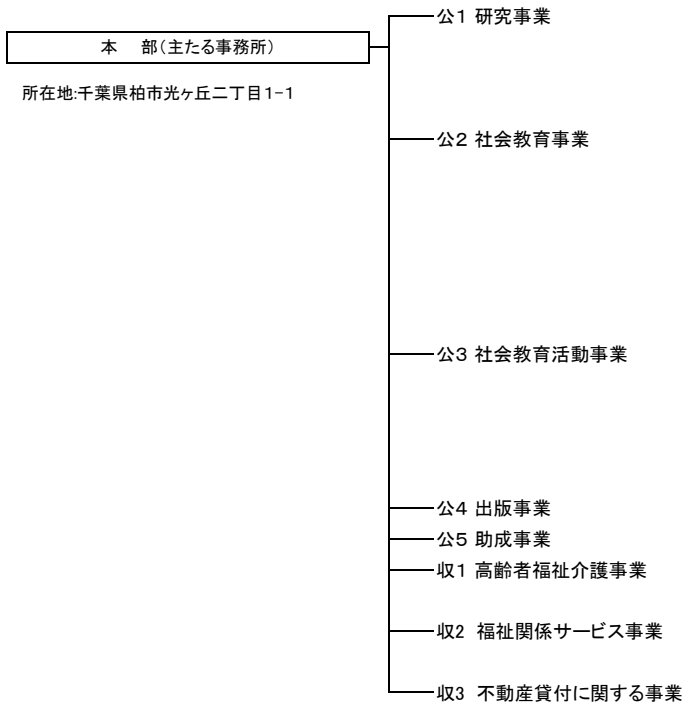 公1 研究事業
本　部(主たる事務所)
所在地:千葉県柏市光ヶ丘二丁目1-1
公2 社会教育事業
公3 社会教育活動事業
公4 出版事業
公5 助成事業
収1 高齢者福祉介護事業
収2 福祉関係サービス事業
収3 不動産貸付に関する事業